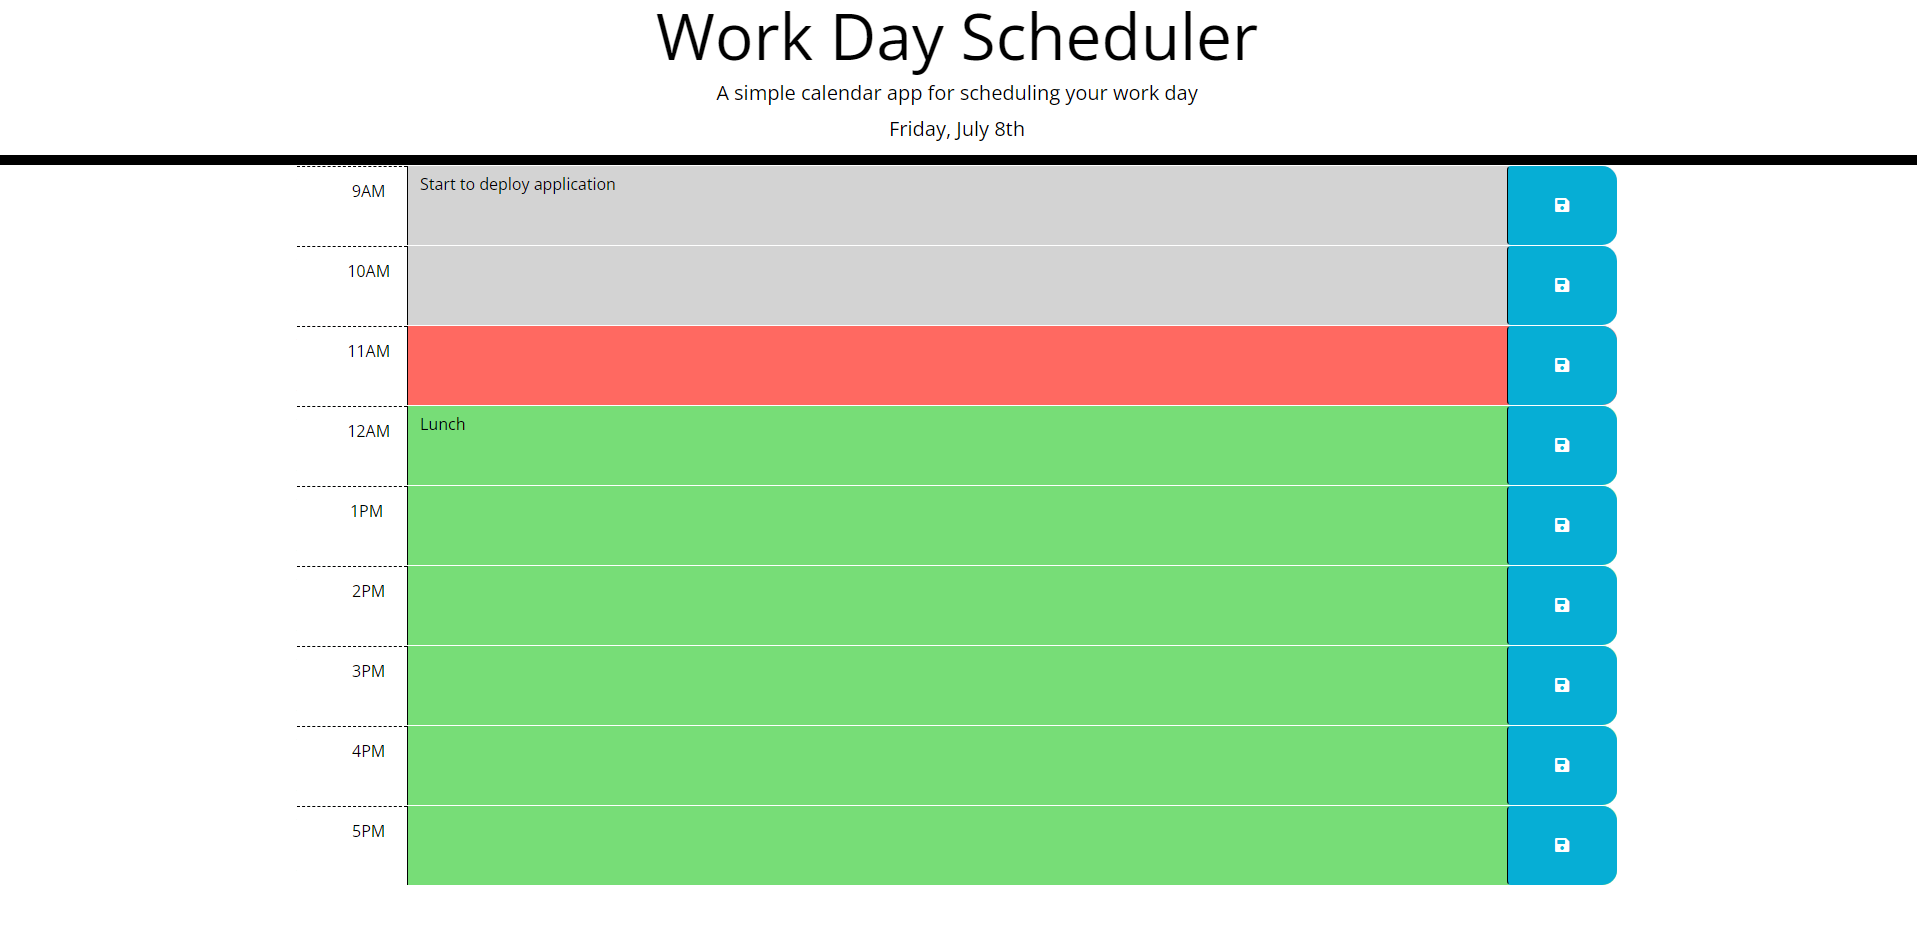 Work Day Scheduler
A simple calendar app for scheduling your work day
Friday, July 8th
9AM
Start to deploy application
10AM
11AM
12AM
Lunch
1PM
2PM
3PM
4PM
5PM